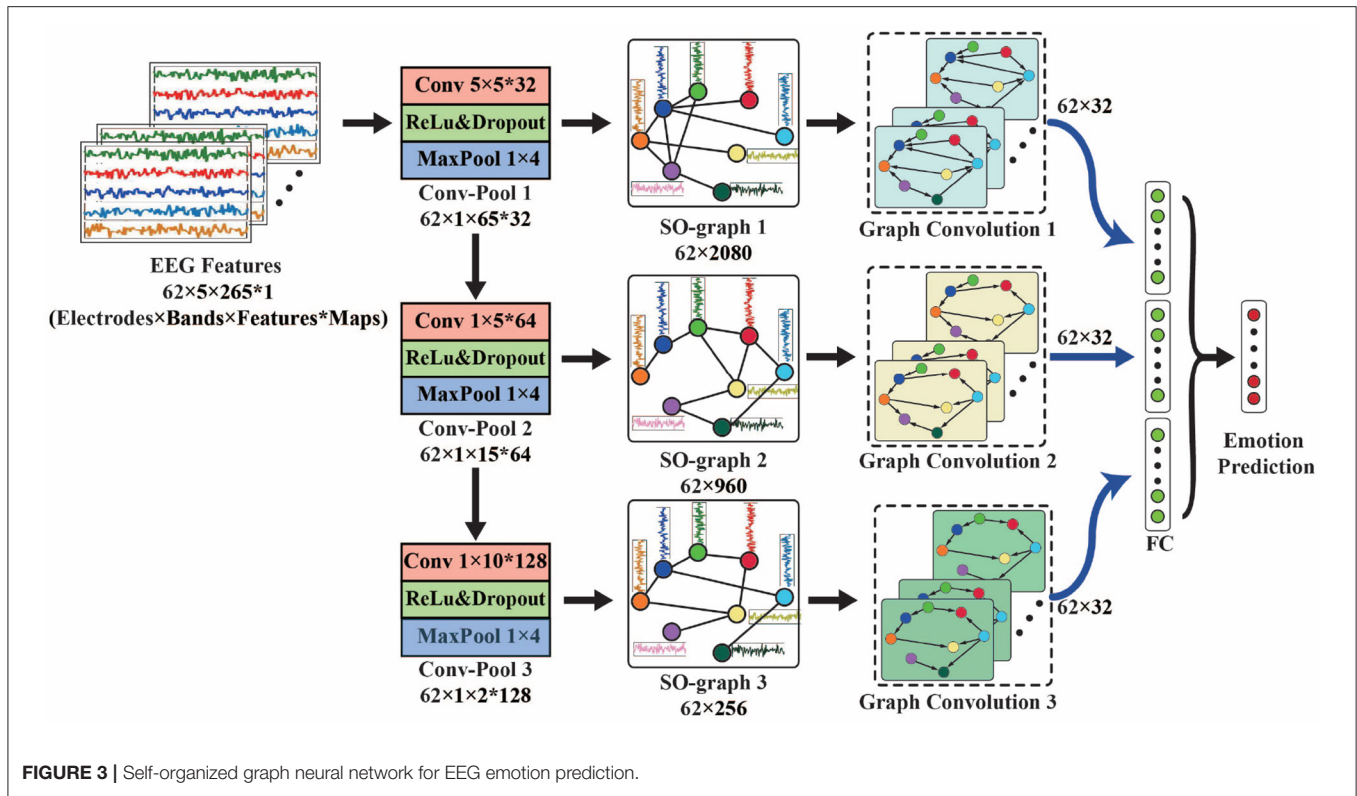 EEG Features
62×5×265*1
(Electrodes×Bands×Features*Maps)
Conv 5×5*32
ReLu&Dropout
MaxPool 1×4
Conv-Pool 1
62×1×65*32
SO-graph 1
62×2080
Graph Convolution 1
62×32
Conv 1×5*64
ReLu&Dropout
MaxPool 1×4
Conv-Pool 2
62×1×15*64
SO-graph 2
62×960
Graph Convolution 2
62×32
Conv 1×10*128
ReLu&Dropout
MaxPool 1×4
Conv-Pool 3
62×1×2*128
SO-graph 3
62×256
Graph Convolution 3
62×32
FC
Emotion
Prediction
FIGURE 3 | Self-organized graph neural network for EEG emotion prediction.